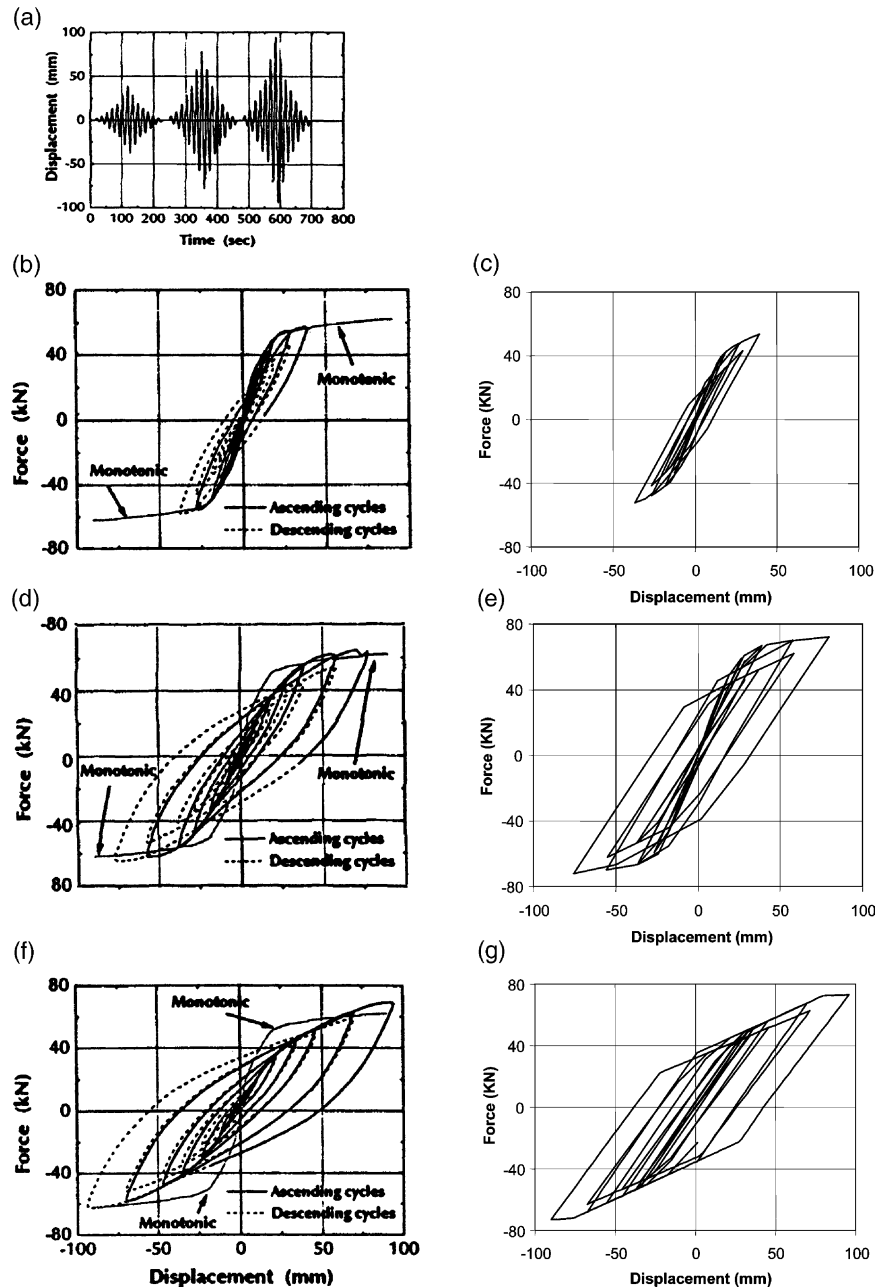 (a)
Displacement (mm)
100
50
0
-50
-100
0 100 200 300 400 500 600 700 800
Time (sec)
(b)
Force (kN)
80
40
0
-40
-80
Monotonic
Monotonic
Ascending cycles
Descending cycles
(c)
Force (KN)
80
40
0
-40
-80
-100 -50 0 50 100
Displacement (mm)
(d)
Force (kN)
80
40
0
-40
80
Monotonic
Monotonic
Ascending cycles
Descending cycles
(e)
Force (KN)
80
40
0
-40
-80
-100 -50 0 50 100
Displacement (mm)
(f)
Force (kN)
80
40
0
-40
-80
-100 -50 0 50 100
Monotonic
Monotonic
Ascending cycles
Descending cycles
Displacement (mm)
(g)
Force (KN)
80
40
0
-40
-80
-100 -50 0 50 100
Displacement (mm)